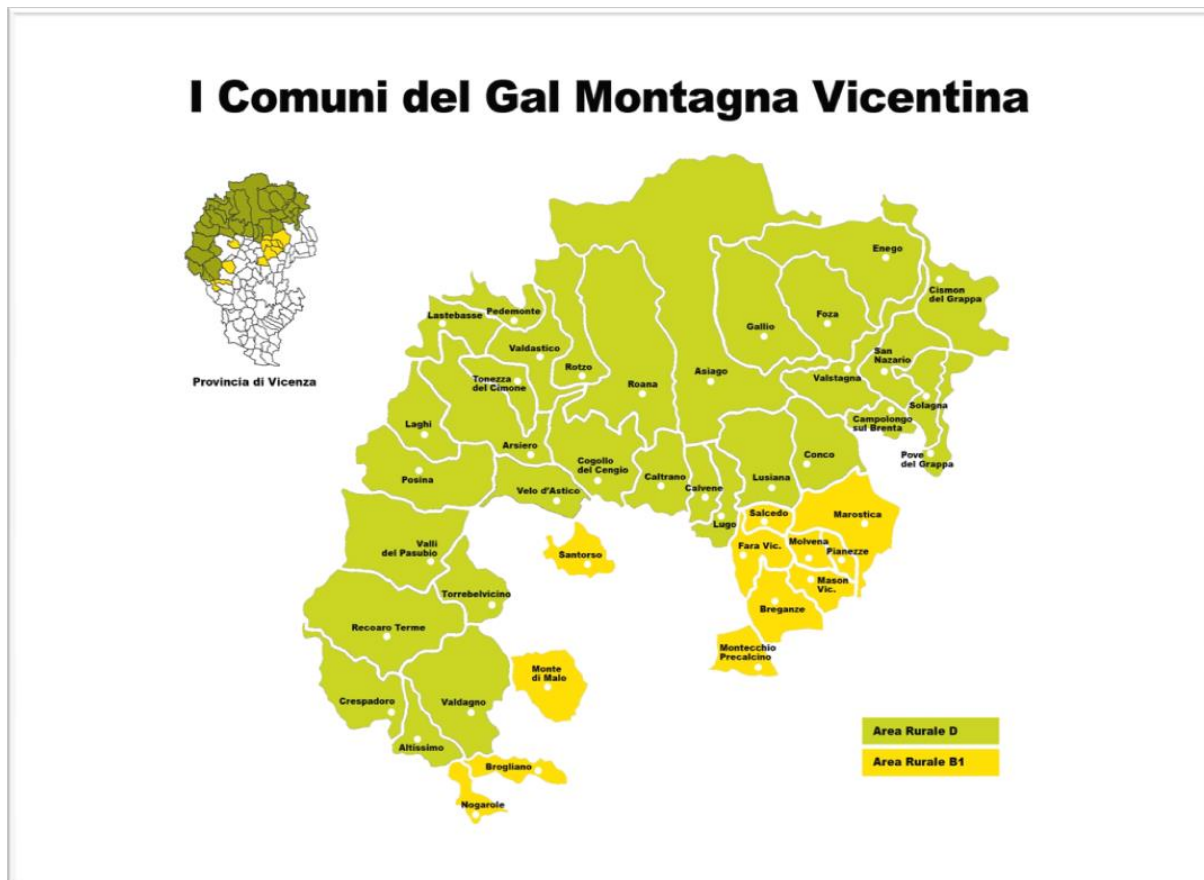 I Comuni del Gal Montagna Vicentina
Provincia di Vicenza
Enego
Cismon
del Grappa
Lastebasse
Pedemonte
Gallio
Foza
Valdastico
Rotzo
San
Nazario
Tonezza
del Cimone
Roana
Asiago
Valstagna
Solagna
Laghi
Campolongo
sul Brenta
Arsiero
Pove
del Grappa
Posina
Cogollo
del Cengio
Caltrano
Calvene
Lusiana
Conco
Velo d'Astico
Lugo
Salcedo
Marostica
Valli
del Pasubio
Santorso
Fara Vic.
Molvena
Pianezze
Mason
Vic.
Torrebelvicino
Breganze
Recoaro Terme
Montecchio
Precalcino
Monte
di Malo
Crespadoro
Valdagno
Altissimo
Brogliano
Nogarole
Area Rurale D
Area Rurale B1